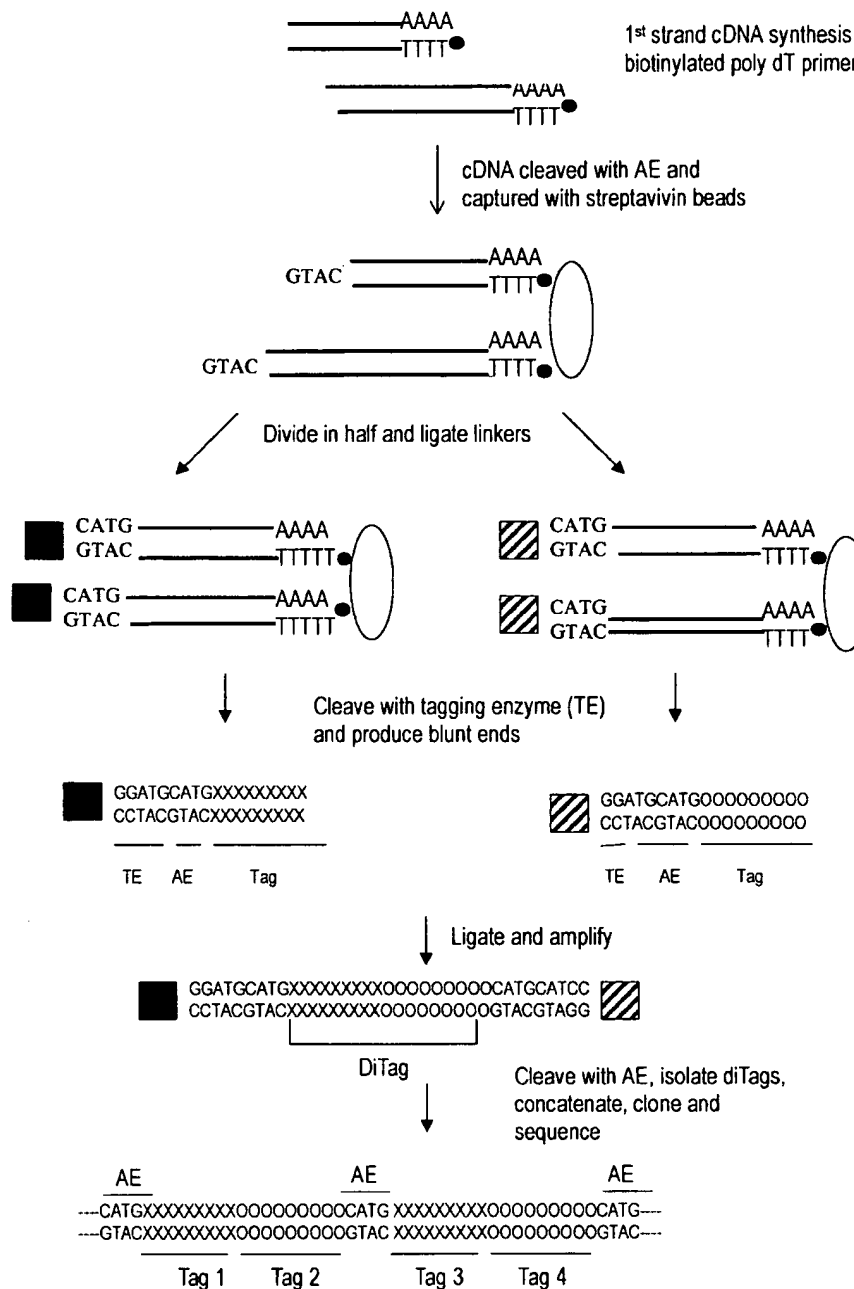 AAAA
TTTT
1st strand cDNA synthesis
biotinylated poly dT primer
AAAA
TTTT
cDNA cleaved with AE and
captured with streptavivin beads
AAAA
GTAC
TTTT
AAAA
GTAC
TTTT
Divide in half and ligate linkers
CATG AAAA
GTAC TTTTT
CATG AAAA
GTAC TTTTT
CATG AAAA
GTAC TTTT
CATG AAAA
GTAC TTTT
Cleave with tagging enzyme (TE)
and produce blunt ends
GGATGCATGXXXXXXXXX
CCTACGTACXXXXXXXXX
TE AE Tag
GGATGCATGOOOOOOOOO
CCTACGTACOOOOOOOOO
TE AE Tag
Ligate and amplify
GGATGCATGXXXXXXXXXOOOOOOOOOCATGCATCC
CCTACGTACXXXXXXXXXOOOOOOOOOGTACGTAGG
DiTag
Cleave with AE, isolate diTags,
concatenate, clone and
sequence
AE AE AE
----CATGXXXXXXXXXOOOOOOOOOCATGXXXXXXXXXOOOOOOOOOCATG----
----GTACXXXXXXXXXOOOOOOOOOGTACXXXXXXXXXOOOOOOOOOGTAC----
Tag 1 Tag 2 Tag 3 Tag 4